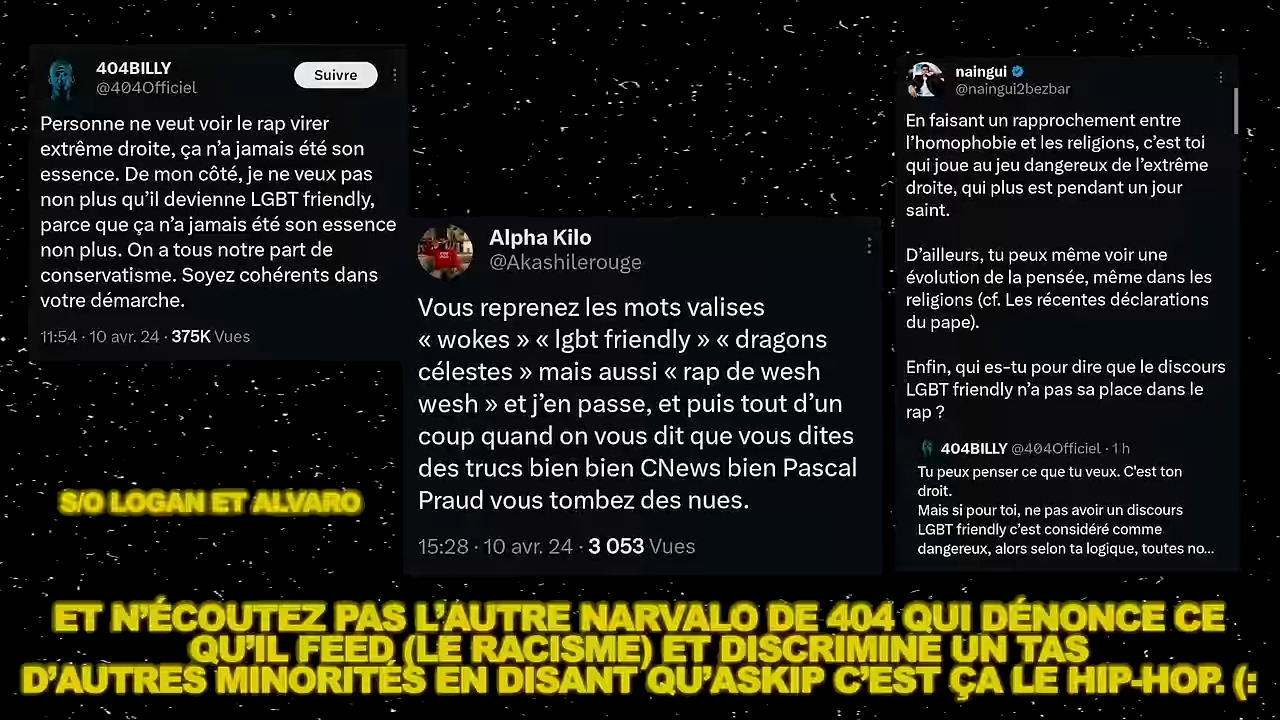 404BILLY
@404Officiel
Suivre
Personne ne veut voir le rap virer
extrême droite, ça n’a jamais été son
essence. De mon côté, je ne veux pas
non plus qu’il devienne LGBT friendly,
parce que ça n’a jamais été son essence
non plus. On a tous notre part de
conservatisme. Soyez cohérents dans
votre démarche.
11:54 · 10 avr. 24 · 375K Vues
Alpha Kilo
@Akashilerouge
Vous reprenez les mots valises
« wokes » « lgbt friendly » « dragons
célestes » mais aussi « rap de wesh
wesh » et j’en passe, et puis tout d’un
coup quand on vous dit que vous dites
des trucs bien bien CNews bien Pascal
Praud vous tombez des nues.
15:28 · 10 avr. 24 · 3 053 Vues
naingui
@naingui2bezbar
En faisant un rapprochement entre
l’homophobie et les religions, c’est toi
qui joue au jeu dangereux de l’extrême
droite, qui plus est pendant un jour
saint.
D’ailleurs, tu peux même voir une
évolution de la pensée, même dans les
religions (cf. Les récentes déclarations
du pape).
Enfin, qui es-tu pour dire que le discours
LGBT friendly n’a pas sa place dans le
rap ?
404BILLY @404Officiel · 1 h
Tu peux penser ce que tu veux. C'est ton
droit.
Mais si pour toi, ne pas avoir un discours
LGBT friendly c’est considéré comme
dangereux, alors selon ta logique, toutes no...
S/O LOGAN ET ALVARO
ET N’ÉCOUTEZ PAS L’AUTRE NARVALO DE 404 QUI DÉNONCE CE
QU’IL FEED (LE RACISME) ET DISCRIMINE UN TAS
D’AUTRES MINORITÉS EN DISANT QU’ASKIP C’EST ÇA LE HIP-HOP. (: